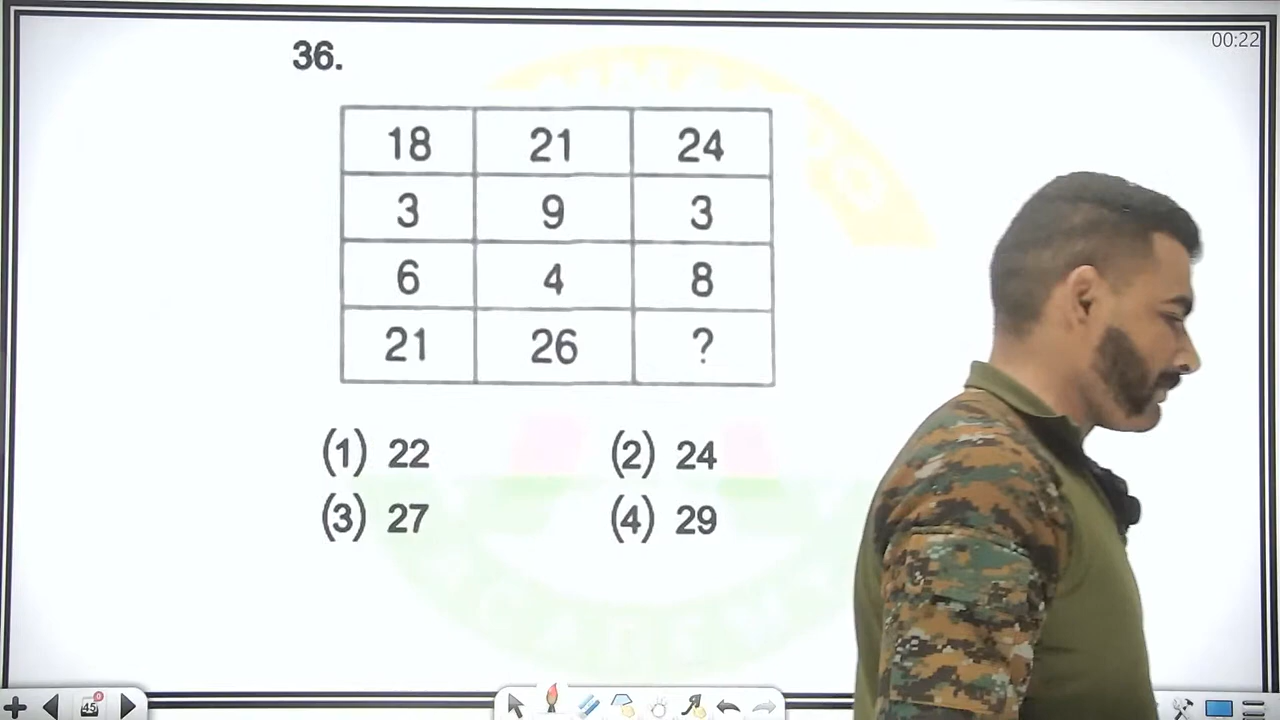 00:22
36.
18 21 24
3 9 3
6 4 8
21 26 ?
(1) 22 (2) 24
(3) 27 (4) 29
45
0